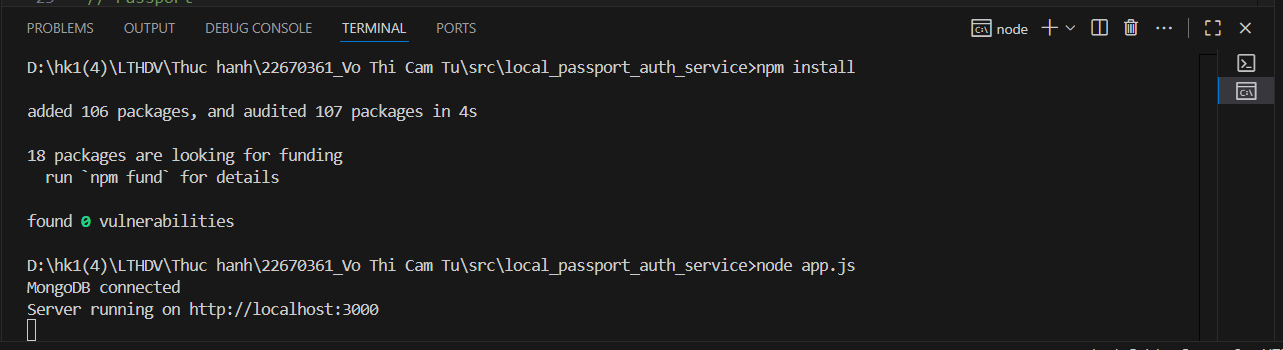 // Passport
PROBLEMS OUTPUT DEBUG CONSOLE TERMINAL PORTS node
D:\hk1(4)\LTHDV\Thuc hanh\22670361_Vo Thi Cam Tu\src\local_passport_auth_service>npm install
added 106 packages, and audited 107 packages in 4s
18 packages are looking for funding
run `npm fund` for details
found 0 vulnerabilities
D:\hk1(4)\LTHDV\Thuc hanh\22670361_Vo Thi Cam Tu\src\local_passport_auth_service>node app.js
MongoDB connected
Server running on http://localhost:3000